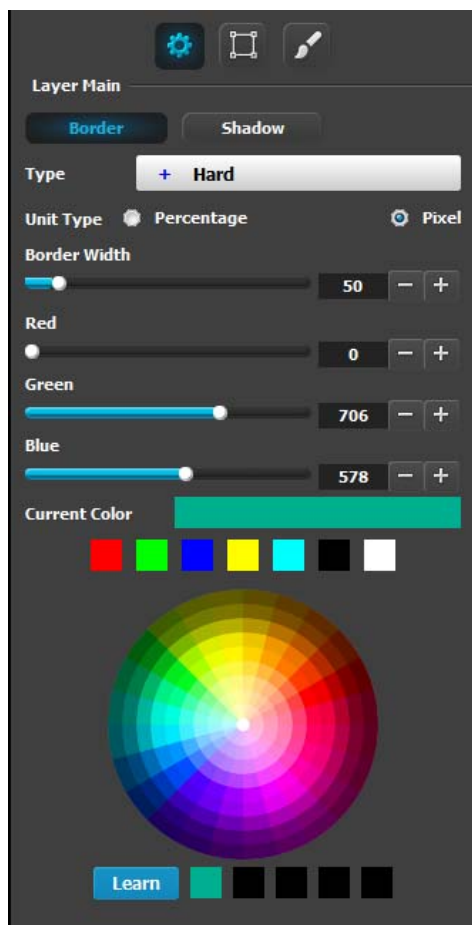 Layer Main
Border Shadow
Type + Hard
Unit Type Percentage Pixel
Border Width
50 − +
Red
0 − +
Green
706 − +
Blue
578 − +
Current Color
Learn